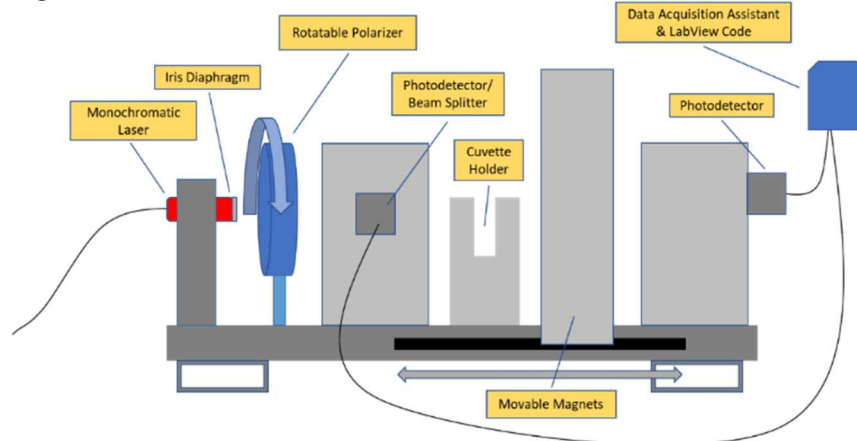 Data Acquisition Assistant
& LabView Code
Rotatable Polarizer
Iris Diaphragm
Photodetector/
Beam Splitter
Monochromatic
Laser
Photodetector
Cuvette
Holder
Movable Magnets